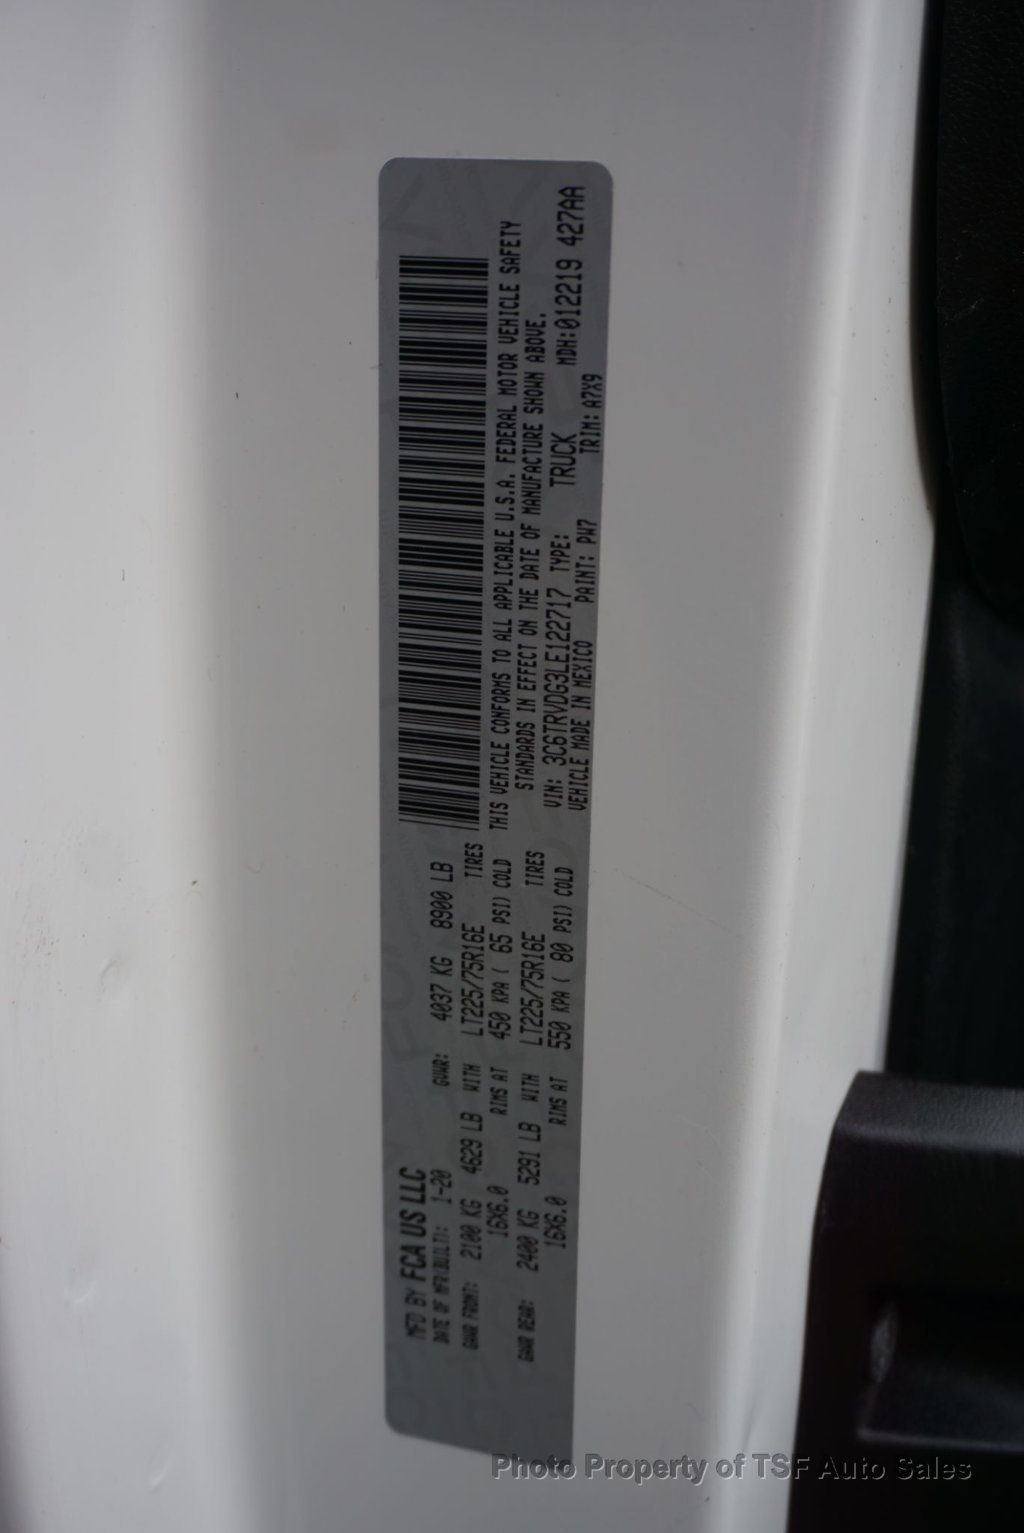 MFD BY FCA US LLC
DATE OF MFR(BUILT): 1-20 GVWR: 4037 KG 8900 LB
GAWR FRONT: 2100 KG 4629 LB WITH LT225/75R16E TIRES
16X6.0 RIMS AT 450 KPA ( 65 PSI) COLD
GAWR REAR: 2400 KG 5291 LB WITH LT225/75R16E TIRES
16X6.0 RIMS AT 550 KPA ( 80 PSI) COLD
THIS VEHICLE CONFORMS TO ALL APPLICABLE U.S.A. FEDERAL MOTOR VEHICLE SAFETY
STANDARDS IN EFFECT ON THE DATE OF MANUFACTURE SHOWN ABOVE.
VIN: 3C6TRVDG3LE122717 TYPE: TRUCK MDH:012219 427AA
VEHICLE MADE IN MEXICO PAINT: PW7 TRIM: A7X9
Photo Property of TSF Auto Sales